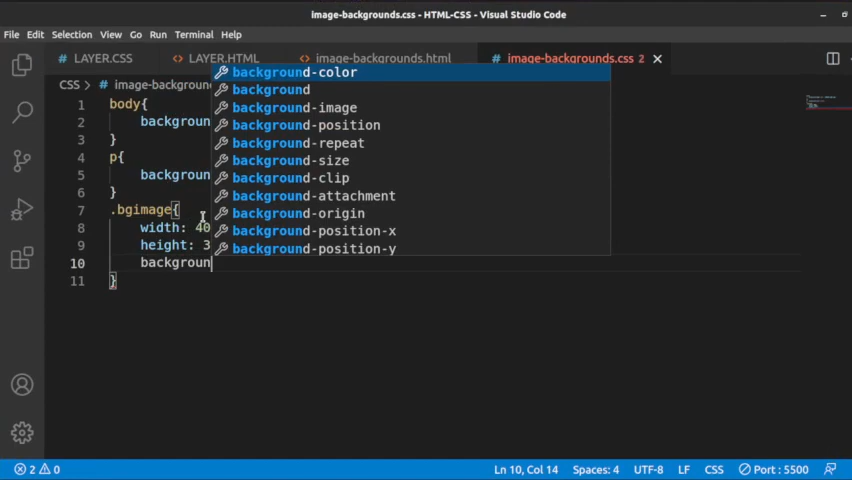 image-backgrounds.css - HTML-CSS - Visual Studio Code
File Edit Selection View Go Run Terminal Help
# LAYER.CSS <> LAYER.HTML <> image-backgrounds.html # image-backgrounds.css 2
CSS > # image-background
background-color
background
background-image
background-position
background-repeat
background-size
background-clip
background-attachment
background-origin
background-position-x
background-position-y
1 body{
2 backgroun
3 }
4 p{
5 backgroun
6 }
7 .bgimage{
8 width: 40
9 height: 3
10 backgroun
11 }
2 0 Ln 10, Col 14 Spaces: 4 UTF-8 LF CSS Port : 5500